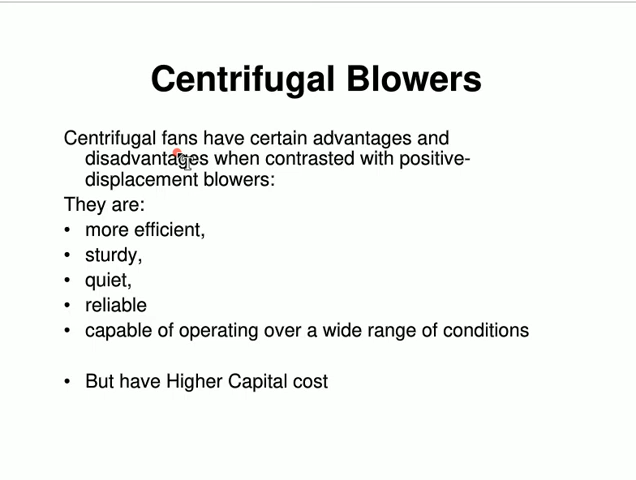 Centrifugal Blowers
Centrifugal fans have certain advantages and
disadvantages when contrasted with positive-
displacement blowers:
They are:
• more efficient,
• sturdy,
• quiet,
• reliable
• capable of operating over a wide range of conditions
• But have Higher Capital cost